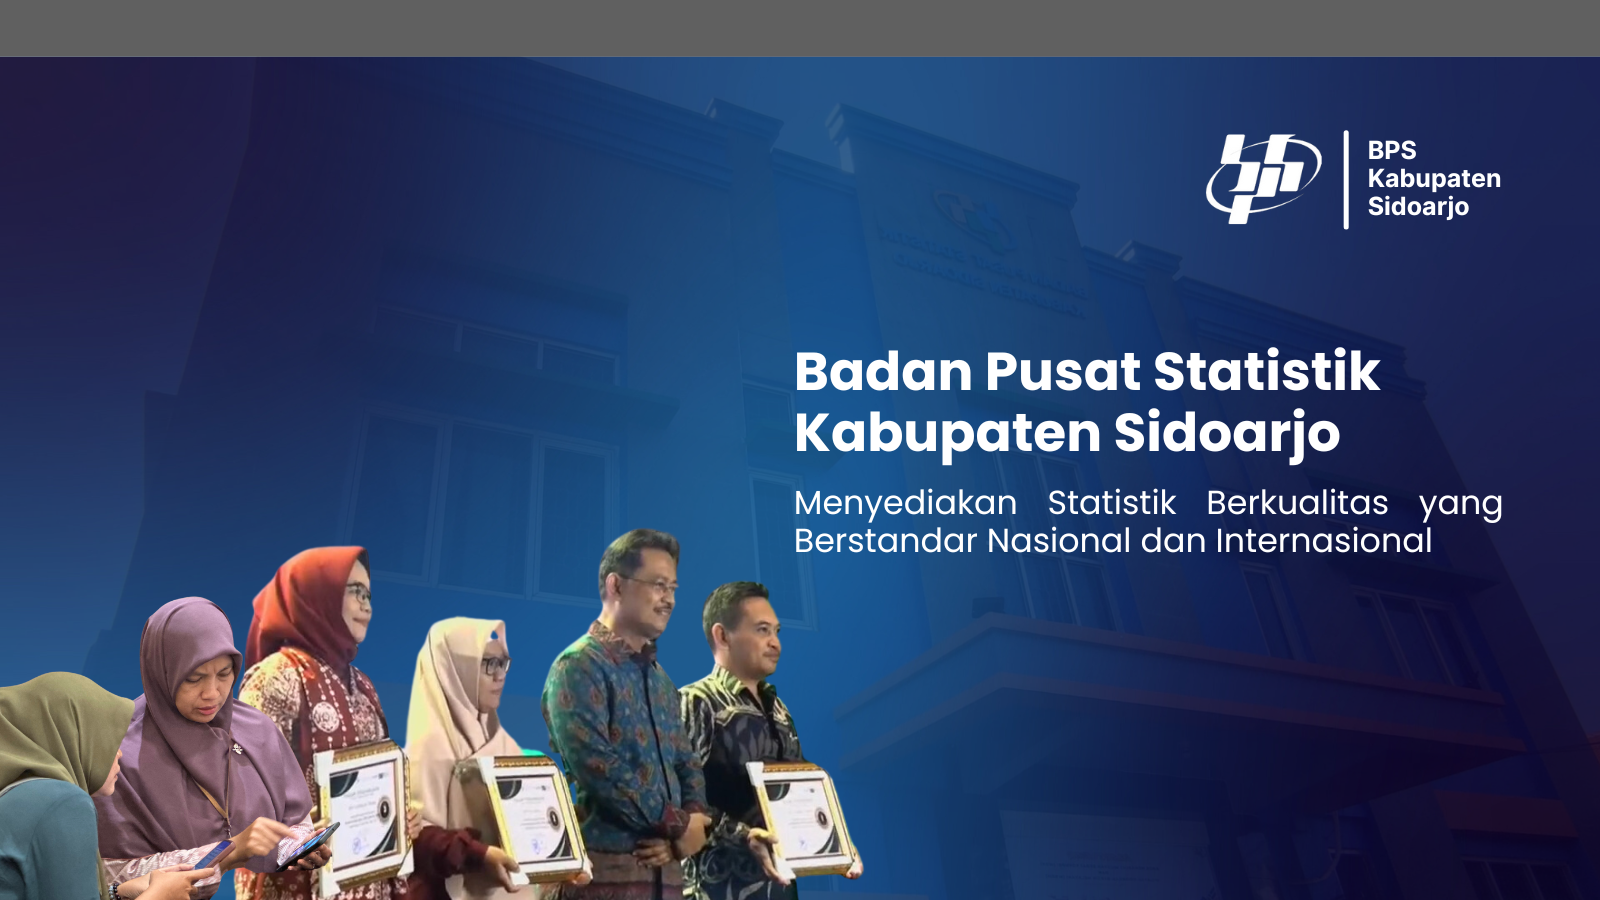 BPS
Kabupaten
Sidoarjo
Badan Pusat Statistik
Kabupaten Sidoarjo
Menyediakan Statistik Berkualitas yang
Berstandar Nasional dan Internasional